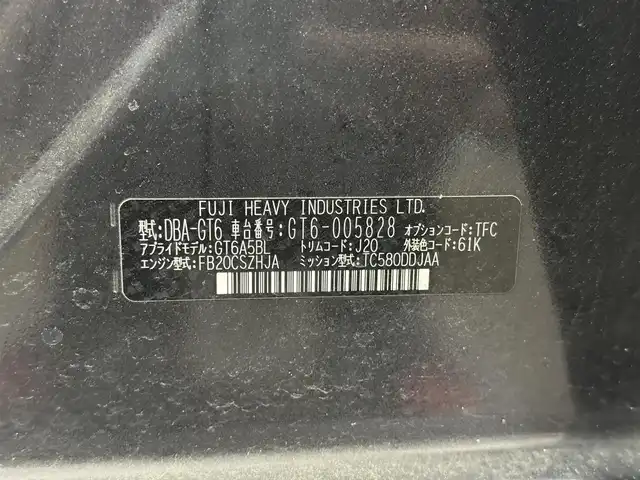 FUJI HEAVY INDUSTRIES LTD.
型式:DBA-GT6 車台番号:GT6-005828 オプションコード:TFC
アプライドモデル:GT6A5BL トリムコード:J20 外装色コード:61K
エンジン型式:FB20CSZHJA ミッション型式:TC580DDJAA